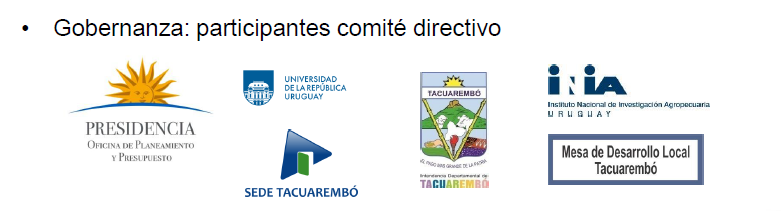 • Gobernanza: participantes comité directivo
PRESIDENCIA
OFICINA DE PLANEAMIENTO
Y PRESUPUESTO
UNIVERSIDAD
DE LA REPÚBLICA
URUGUAY
SEDE TACUAREMBÓ
TACUAREMBÓ
EL PAGO MÁS GRANDE DE LA PATRIA
Intendencia Departamental de:
TACUAREMBÓ
INIA
Instituto Nacional de Investigación Agropecuaria
URUGUAY
Mesa de Desarrollo Local
Tacuarembó